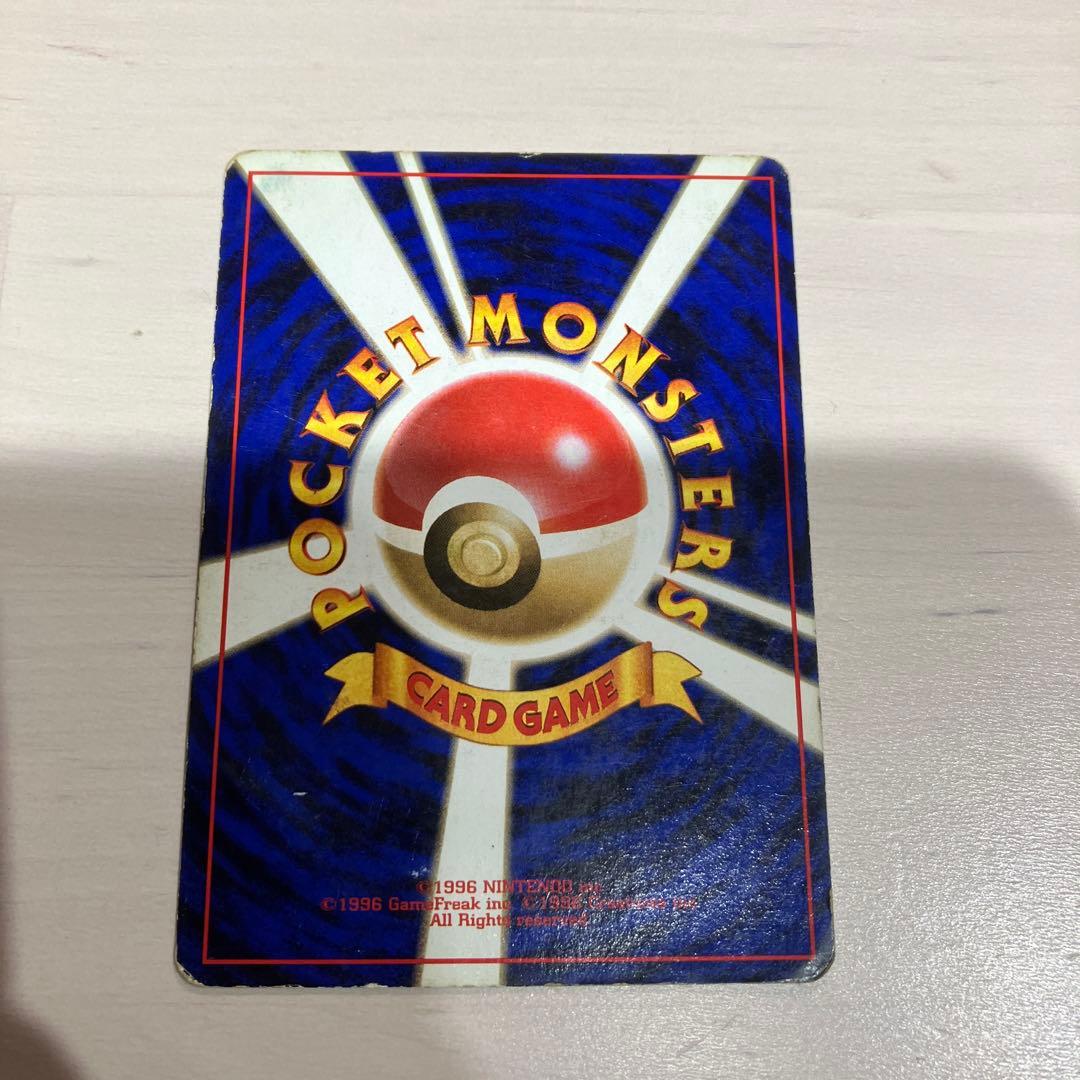 POCKET MONSTERS
CARD GAME
©1996 NINTENDO inc.
©1996 GameFreak inc. ©1996 Creatures inc.
All Rights reserved.